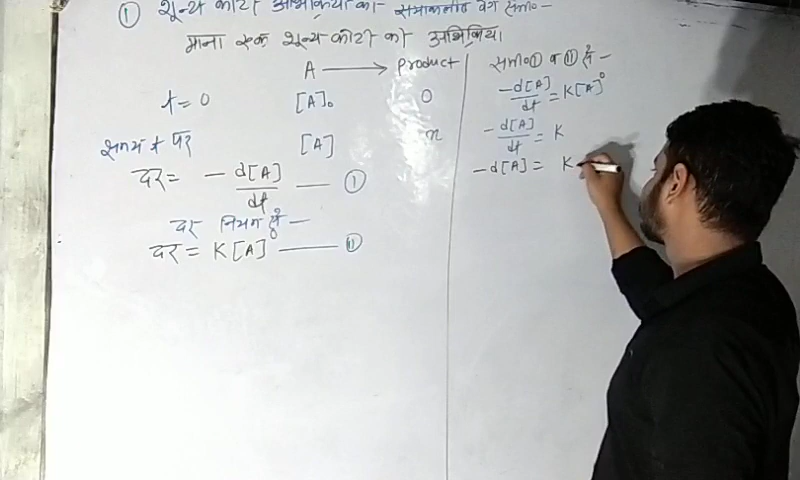 ① शून्य कोटी अभिक्रिया का समाकलीत वेग समी०-
माना एक शून्य कोटी की अभिक्रिया
A ⟶ product
t = 0 [A]₀ 0
समय t पर [A] x
दर = - d[A]/dt — ①
दर नियम से -
दर = K[A]⁰ — ⑪
समी० ① व ⑪ से -
-d[A]/dt = K[A]⁰
-d[A]/dt = K
-d[A] = K